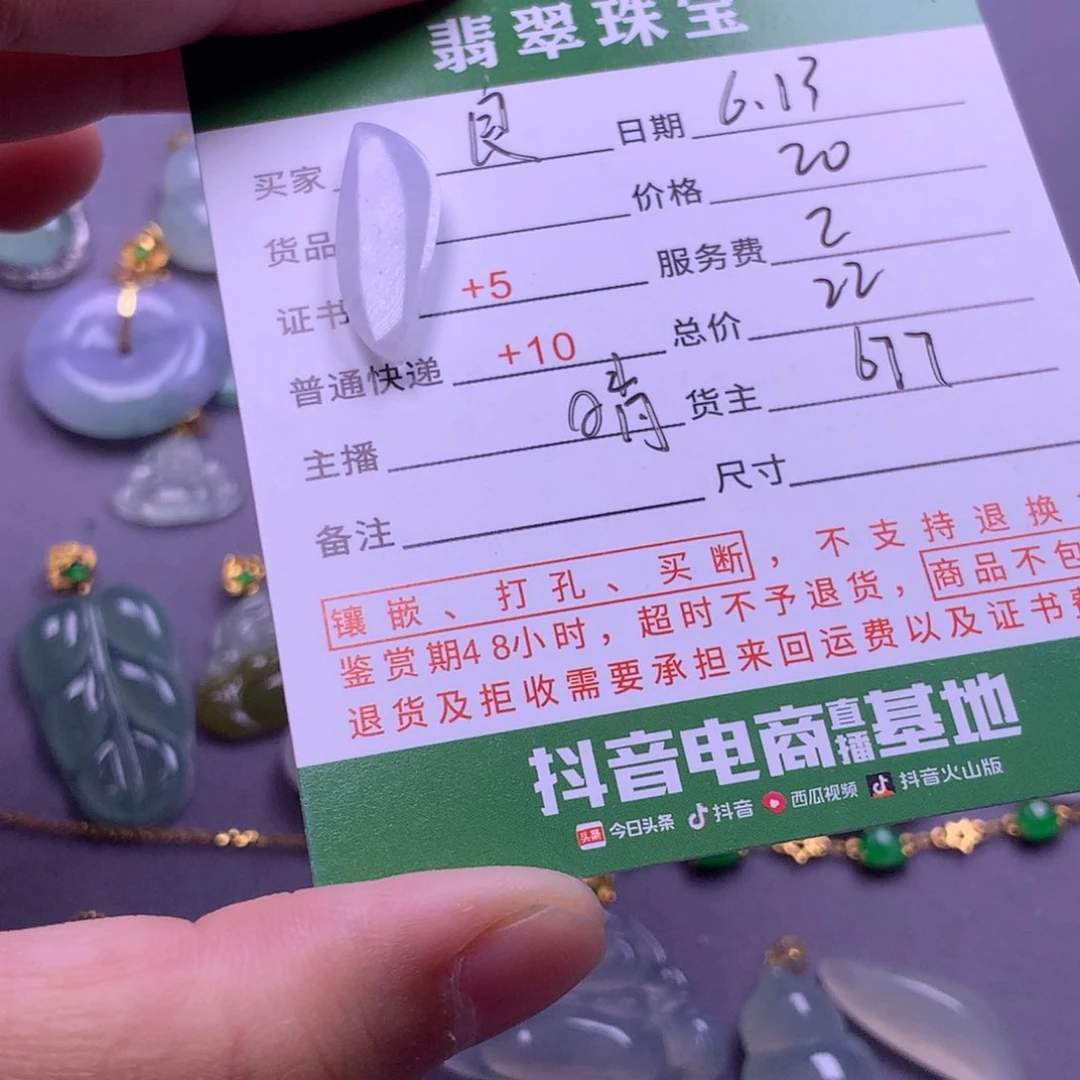 翡翠珠宝
买家 良 日期 6.13
货品 价格 20
证书 +5 服务费 2
普通快递 +10 总价 22
主播 晴 货主 677
备注 尺寸
镶嵌、打孔、买断，不支持退换
鉴赏期48小时，超时不予退货，商品不包
退货及拒收需要承担来回运费以及证书
抖音电商直播基地
头条 今日头条 抖音 西瓜视频 抖音火山版